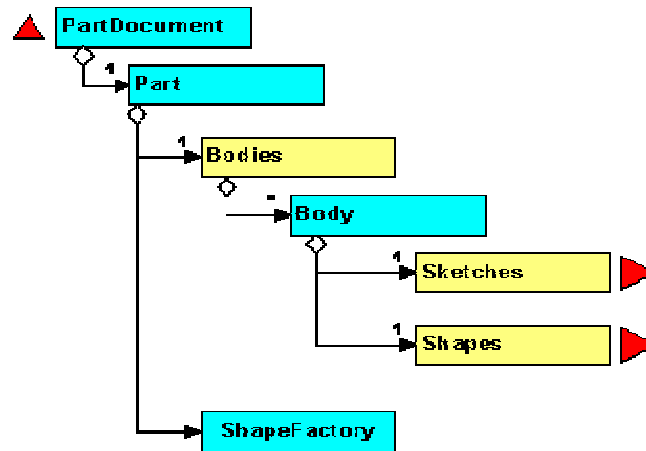 PartDocument
1
Part
1
Bodies
*
Body
1
Sketches
1
Shapes
ShapeFactory